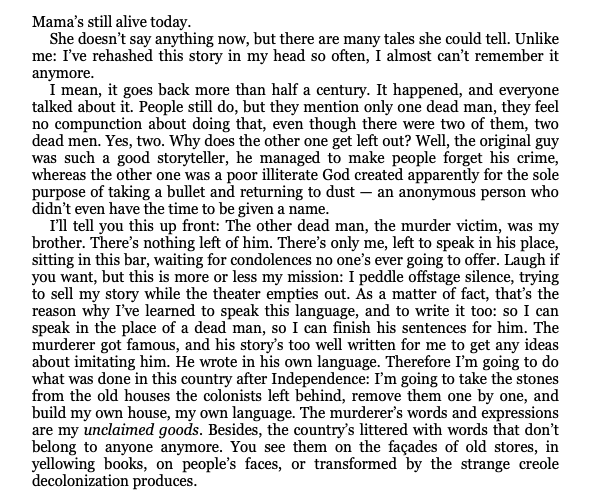 Mama’s still alive today.
She doesn’t say anything now, but there are many tales she could tell. Unlike
me: I’ve rehashed this story in my head so often, I almost can’t remember it
anymore.
I mean, it goes back more than half a century. It happened, and everyone
talked about it. People still do, but they mention only one dead man, they feel
no compunction about doing that, even though there were two of them, two
dead men. Yes, two. Why does the other one get left out? Well, the original guy
was such a good storyteller, he managed to make people forget his crime,
whereas the other one was a poor illiterate God created apparently for the sole
purpose of taking a bullet and returning to dust — an anonymous person who
didn’t even have the time to be given a name.
I’ll tell you this up front: The other dead man, the murder victim, was my
brother. There’s nothing left of him. There’s only me, left to speak in his place,
sitting in this bar, waiting for condolences no one’s ever going to offer. Laugh if
you want, but this is more or less my mission: I peddle offstage silence, trying
to sell my story while the theater empties out. As a matter of fact, that’s the
reason why I’ve learned to speak this language, and to write it too: so I can
speak in the place of a dead man, so I can finish his sentences for him. The
murderer got famous, and his story’s too well written for me to get any ideas
about imitating him. He wrote in his own language. Therefore I’m going to do
what was done in this country after Independence: I’m going to take the stones
from the old houses the colonists left behind, remove them one by one, and
build my own house, my own language. The murderer’s words and expressions
are my unclaimed goods. Besides, the country’s littered with words that don’t
belong to anyone anymore. You see them on the façades of old stores, in
yellowing books, on people’s faces, or transformed by the strange creole
decolonization produces.